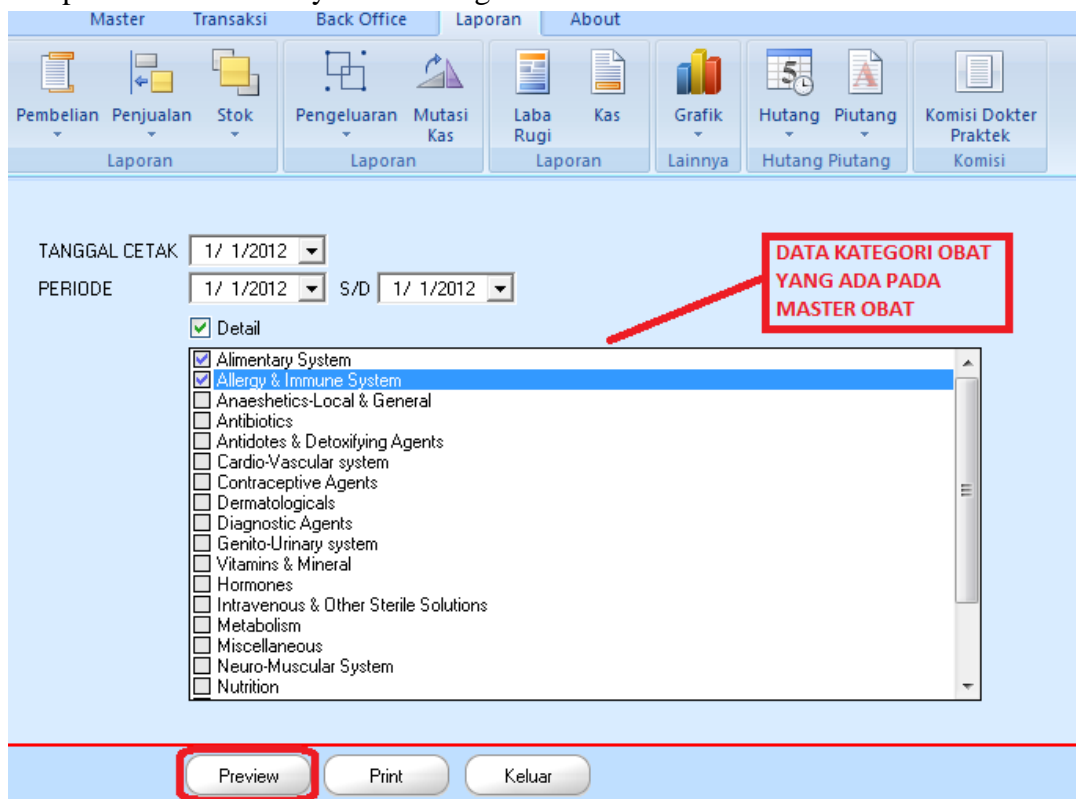 Master Transaksi Back Office Laporan About
Pembelian Penjualan Stok Pengeluaran Mutasi Kas Laba Rugi Kas Grafik Hutang Piutang Komisi Dokter Praktek
Laporan Laporan Laporan Lainnya Hutang Piutang Komisi
TANGGAL CETAK 1/ 1/2012
PERIODE 1/ 1/2012 S/D 1/ 1/2012
DATA KATEGORI OBAT
YANG ADA PADA
MASTER OBAT
Detail
Alimentary System
Allergy & Immune System
Anaeshetics-Local & General
Antibiotics
Antidotes & Detoxifying Agents
Cardio-Vascular system
Contraceptive Agents
Dermatologicals
Diagnostic Agents
Genito-Urinary system
Vitamins & Mineral
Hormones
Intravenous & Other Sterile Solutions
Metabolism
Miscellaneous
Neuro-Muscular System
Nutrition
Preview Print Keluar